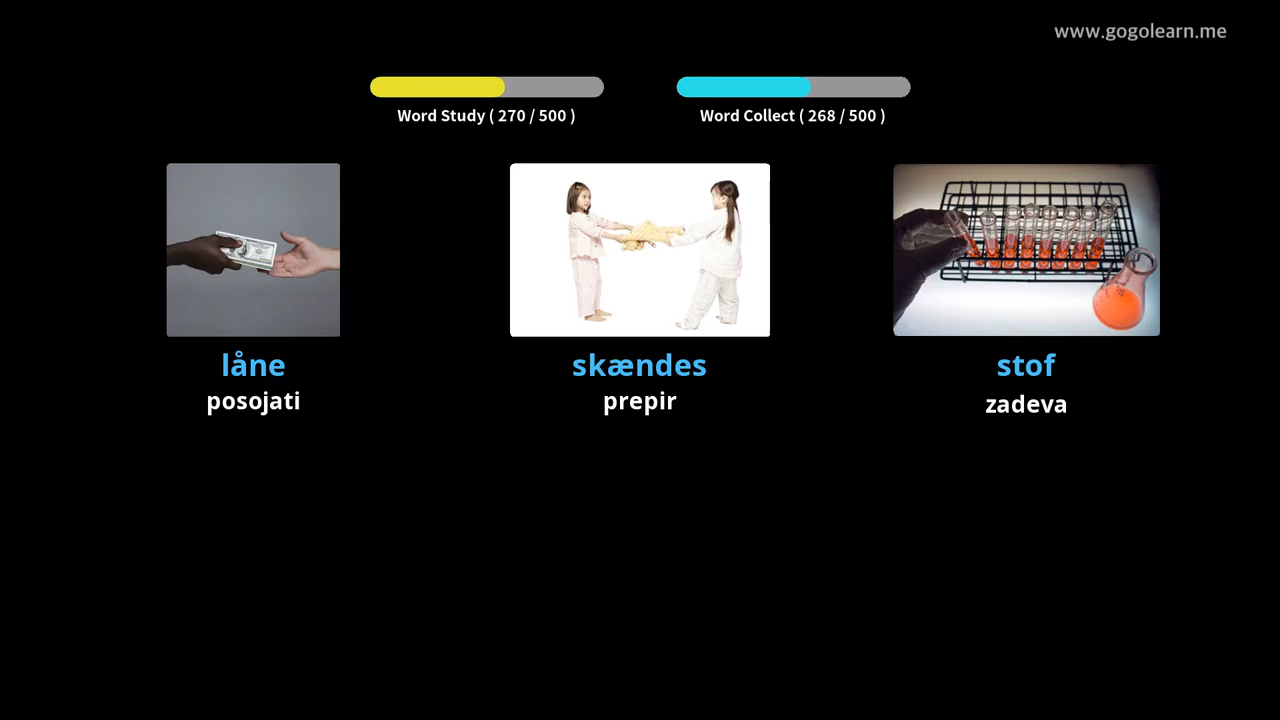 www.gogolearn.me
Word Study ( 270 / 500 )
Word Collect ( 268 / 500 )
låne
posojati
skændes
prepir
stof
zadeva